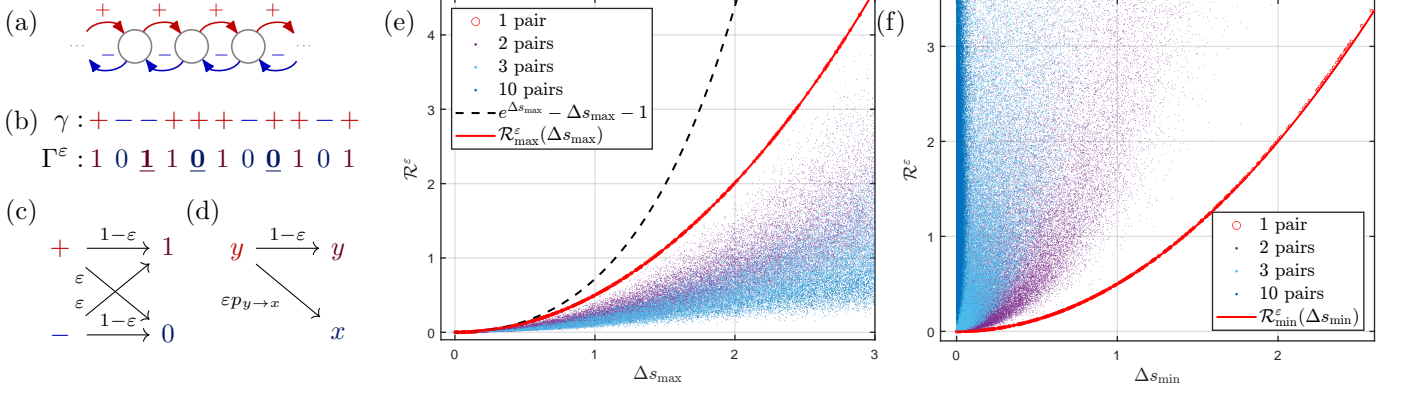 (a)
+ + +
... − − − ...
(b) γ : + − − + + + − + + − +
Γ^ε : 1 0 1 1 0 1 0 0 1 0 1
(c)
+ 1−ε 1
ε
ε
− 1−ε 0
(d)
y 1−ε y
εp_{y→x}
x
(e)
1 pair
2 pairs
3 pairs
10 pairs
e^{Δs_max} − Δs_max − 1
R^ε_max(Δs_max)
R^ε
4
3
2
1
0
0 1 2 3
Δs_max
(f)
R^ε
3
2
1
0
1 pair
2 pairs
3 pairs
10 pairs
R^ε_min(Δs_min)
0 1 2
Δs_min